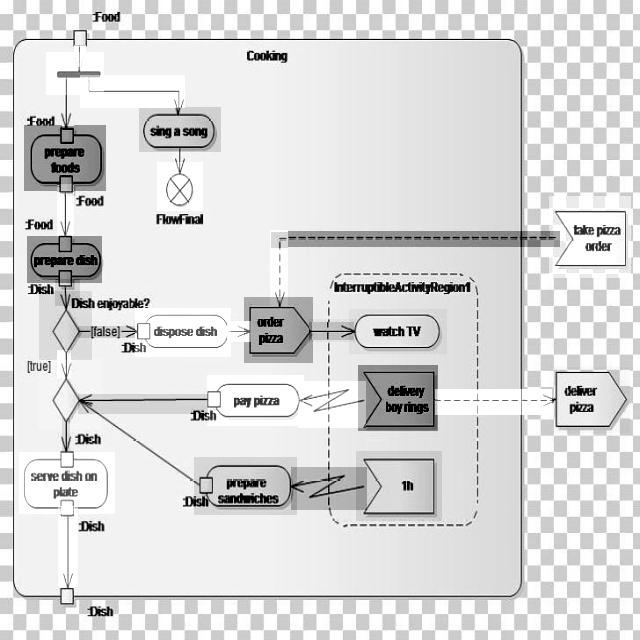 :Food
Cooking
:Food
sing a song
prepare
foods
:Food
FlowFinal
:Food
take pizza
order
prepare dish
:Dish
InterruptibleActivityRegion1
Dish enjoyable?
order
pizza
[false]
dispose dish
watch TV
:Dish
[true]
delivery
boy rings
deliver
pizza
pay pizza
:Dish
:Dish
serve dish on
plate
prepare
sandwiches
1h
:Dish
:Dish
:Dish